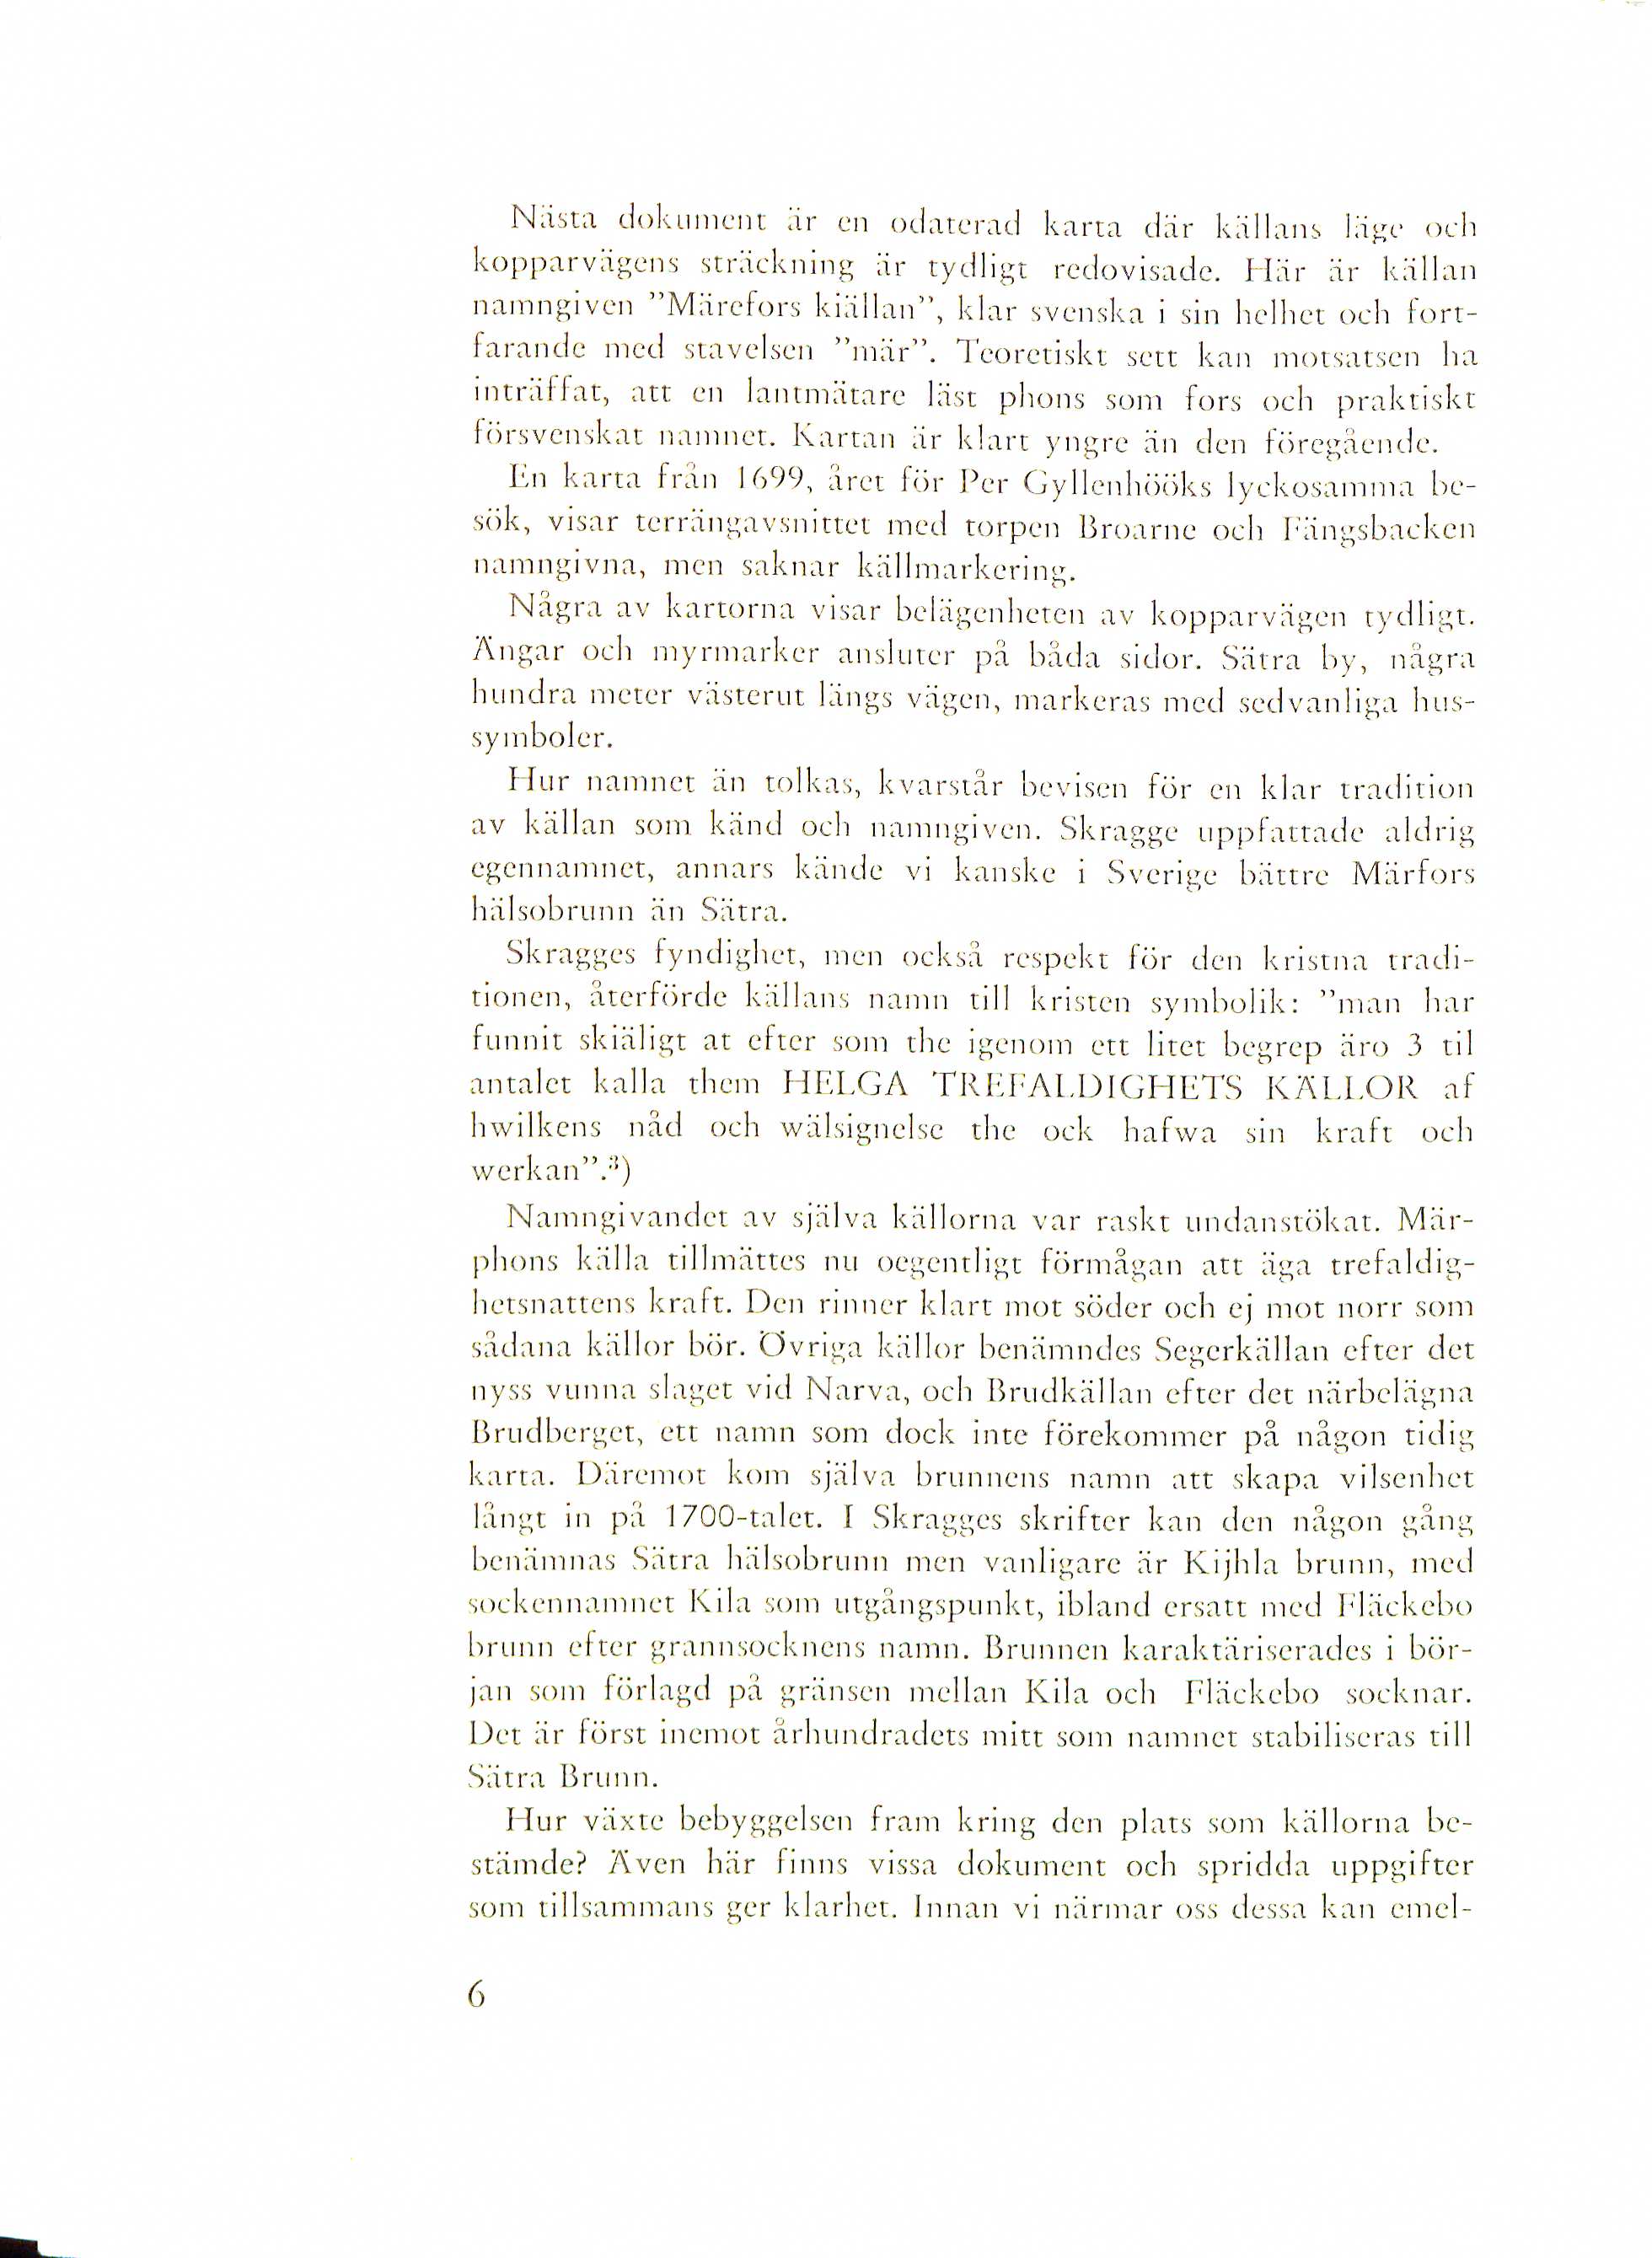 Nästa dokument är en odaterad karta där källans läge och
kopparvägens sträckning är tydligt redovisade. Här är källan
namngiven ”Märefors kiällan”, klar svenska i sin helhet och fort-
farande med stavelsen ”mär”. Teoretiskt sett kan motsatsen ha
inträffat, att en lantmätare läst phons som fors och praktiskt
försvenskat namnet. Kartan är klart yngre än den föregående.
En karta från 1699, året för Per Gyllenhööks lyckosamma be-
sök, visar terrängavsnittet med torpen Broarne och Fängsbacken
namngivna, men saknar källmarkering.
Några av kartorna visar belägenheten av kopparvägen tydligt.
Ängar och myrmarker ansluter på båda sidor. Sätra by, några
hundra meter västerut längs vägen, markeras med sedvanliga hus-
symboler.
Hur namnet än tolkas, kvarstår bevisen för en klar tradition
av källan som känd och namngiven. Skragge uppfattade aldrig
egennamnet, annars kände vi kanske i Sverige bättre Märfors
hälsobrunn än Sätra.
Skragges fyndighet, men också respekt för den kristna tradi-
tionen, återförde källans namn till kristen symbolik: ”man har
funnit skiäligt at efter som the igenom ett litet begrep äro 3 til
antalet kalla them HELGA TREFALDIGHETS KÄLLOR af
hwilkens nåd och wälsignelse the ock hafwa sin kraft och
werkan”.³)
Namngivandet av själva källorna var raskt undanstökat. Mär-
phons källa tillmättes nu oegentligt förmågan att äga trefaldig-
hetsnattens kraft. Den rinner klart mot söder och ej mot norr som
sådana källor bör. Övriga källor benämndes Segerkällan efter det
nyss vunna slaget vid Narva, och Brudkällan efter det närbelägna
Brudberget, ett namn som dock inte förekommer på någon tidig
karta. Däremot kom själva brunnens namn att skapa vilsenhet
långt in på 1700-talet. I Skragges skrifter kan den någon gång
benämnas Sätra hälsobrunn men vanligare är Kijhla brunn, med
sockennamnet Kila som utgångspunkt, ibland ersatt med Fläckebo
brunn efter grannsocknens namn. Brunnen karaktäriserades i bör-
jan som förlagd på gränsen mellan Kila och Fläckebo socknar.
Det är först inemot århundradets mitt som namnet stabiliseras till
Sätra Brunn.
Hur växte bebyggelsen fram kring den plats som källorna be-
stämde? Även här finns vissa dokument och spridda uppgifter
som tillsammans ger klarhet. Innan vi närmar oss dessa kan emel-
6